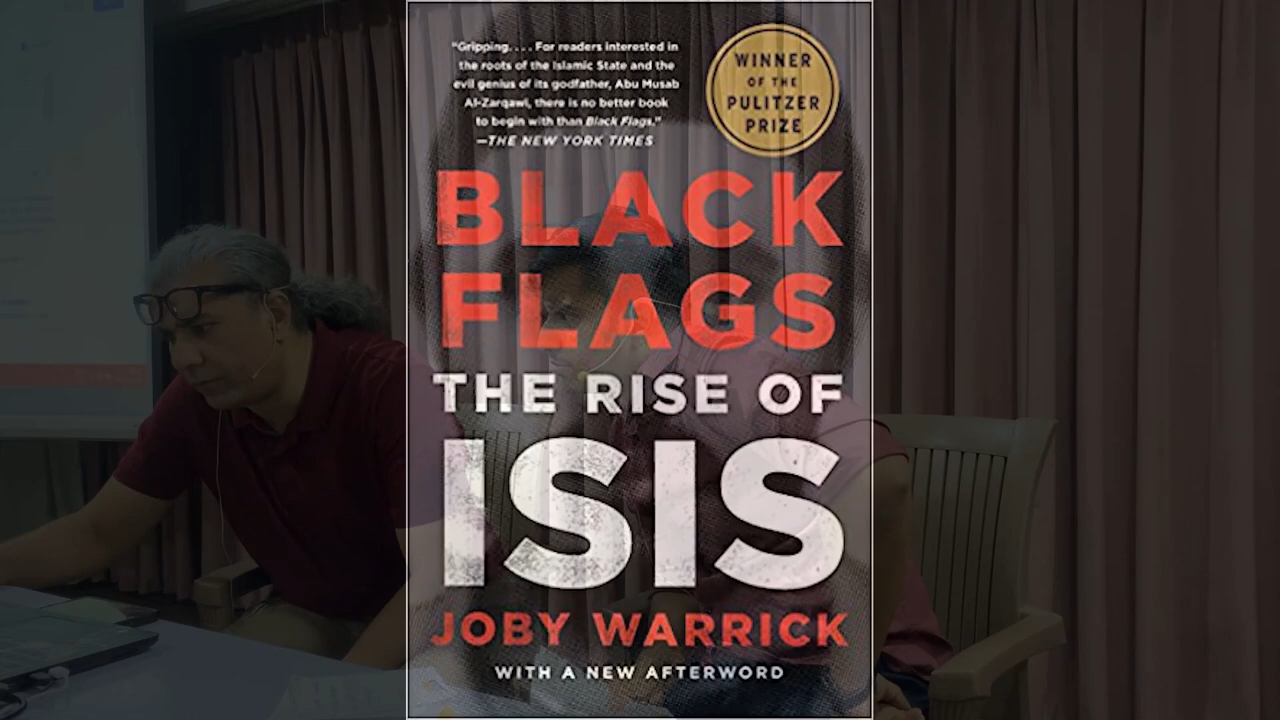 "Gripping. . . . For readers interested in
the roots of the Islamic State and the
evil genius of its godfather, Abu Musab
Al-Zarqawi, there is no better book
to begin with than Black Flags."
—THE NEW YORK TIMES
WINNER
OF THE
PULITZER
PRIZE
BLACK
FLAGS
THE RISE OF
ISIS
JOBY WARRICK
WITH A NEW AFTERWORD